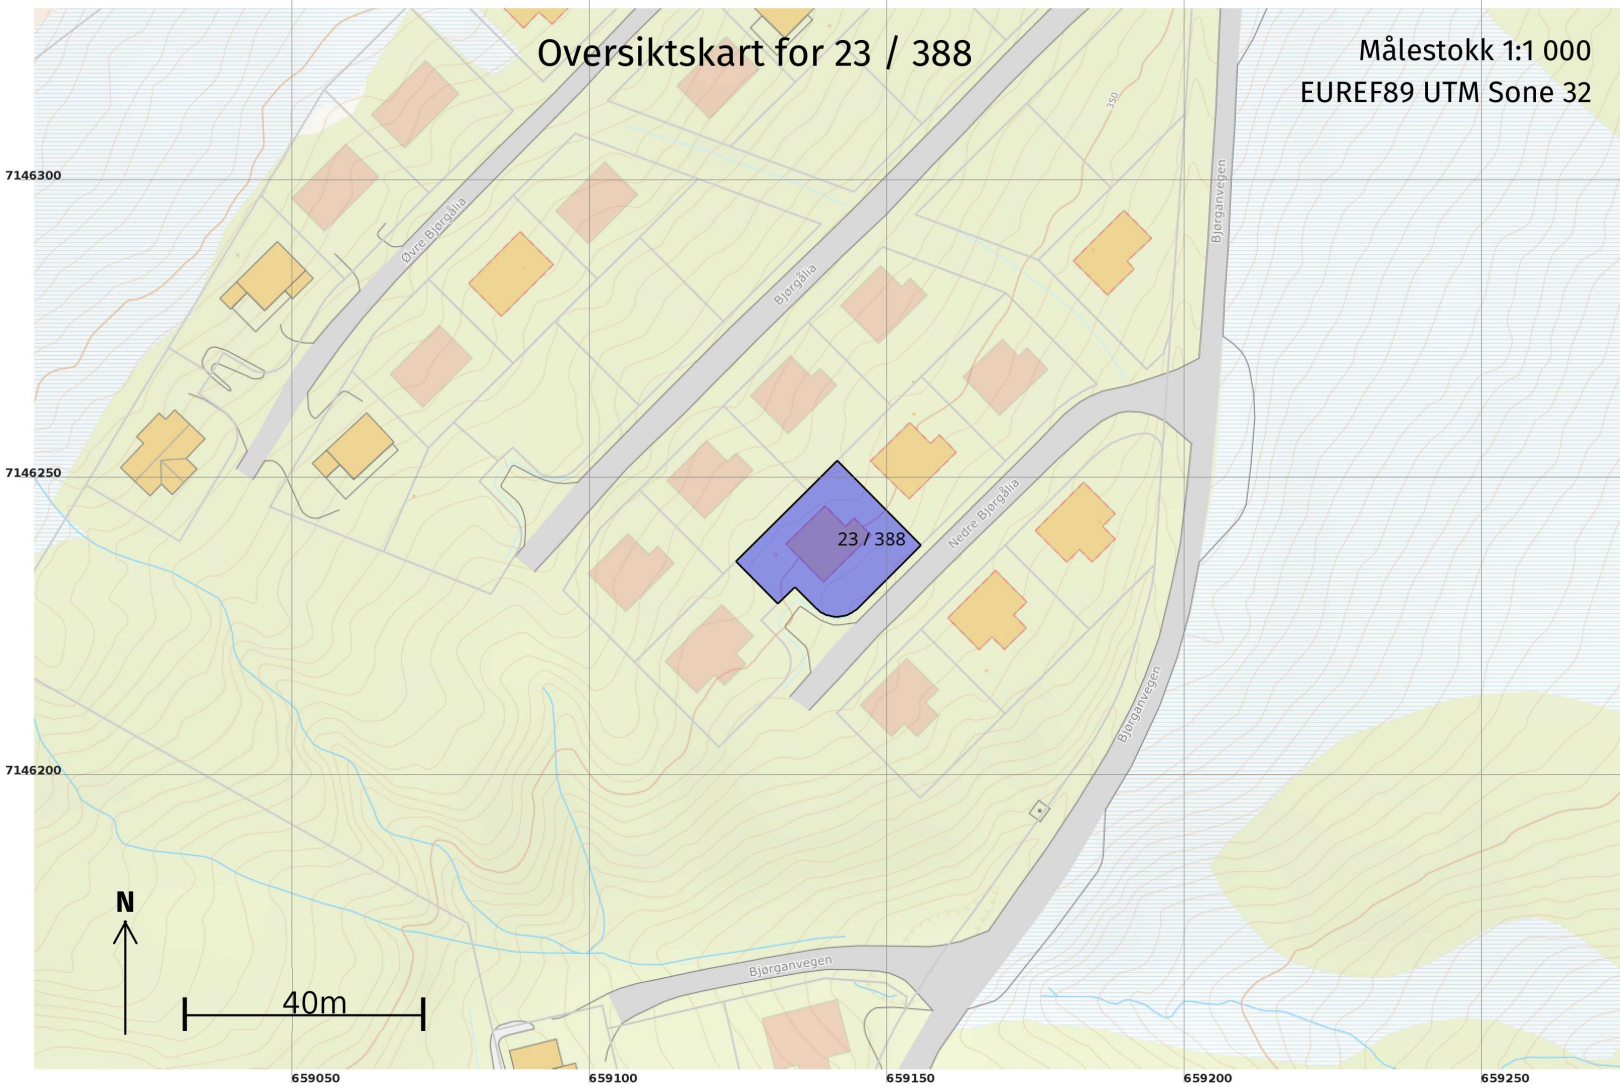 Oversiktskart for 23 / 388
Målestokk 1:1 000
EUREF89 UTM Sone 32
350
7146300
Bjørganvegen
Øvre Bjørgålia
Bjørgålia
7146250
Nedre Bjørgålia
23 / 388
Bjørganvegen
7146200
N
Bjørganvegen
40m
659050
659100
659150
659200
659250